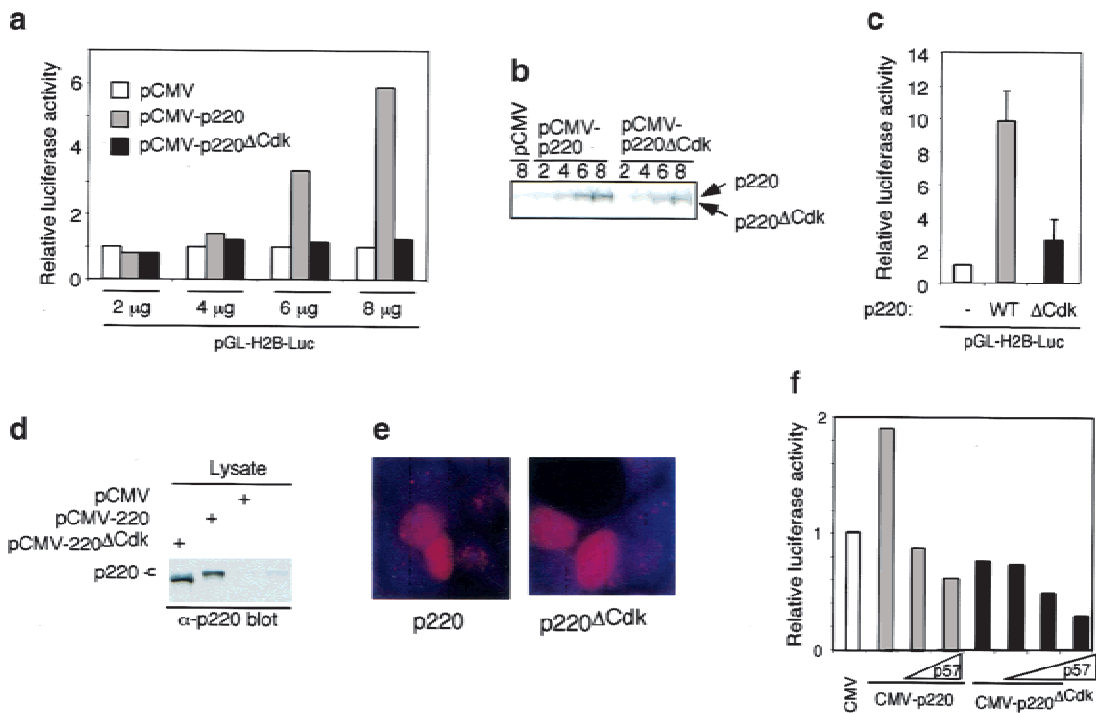 a
Relative luciferase activity
6
4
2
0
pCMV
pCMV-p220
pCMV-p220ΔCdk
2 µg 4 µg 6 µg 8 µg
pGL-H2B-Luc
b
pCMV
pCMV-p220
pCMV-p220ΔCdk
8 2 4 6 8 2 4 6 8
p220
p220ΔCdk
c
Relative luciferase activity
14
12
10
8
6
4
2
0
p220: - WT ΔCdk
pGL-H2B-Luc
d
Lysate
pCMV +
pCMV-220 +
pCMV-220ΔCdk +
p220
α-p220 blot
e
p220
p220ΔCdk
f
Relative luciferase activity
2
1
0
p57 p57
CMV
CMV-p220
CMV-p220ΔCdk